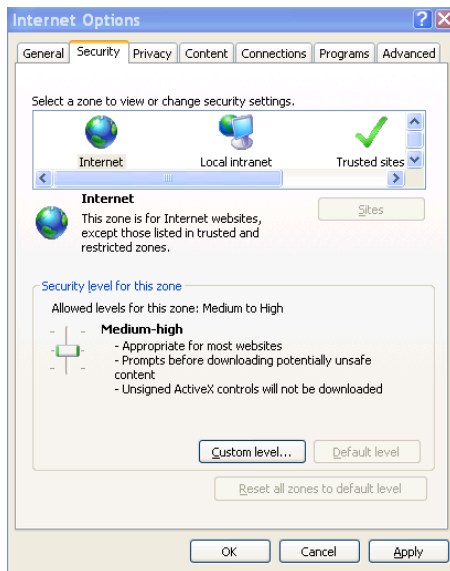 Internet Options
General Security Privacy Content Connections Programs Advanced
Select a zone to view or change security settings.
Internet Local intranet Trusted sites
Internet
This zone is for Internet websites,
except those listed in trusted and
restricted zones.
Sites
Security level for this zone
Allowed levels for this zone: Medium to High
Medium-high
- Appropriate for most websites
- Prompts before downloading potentially unsafe
content
- Unsigned ActiveX controls will not be downloaded
Custom level... Default level
Reset all zones to default level
OK Cancel Apply